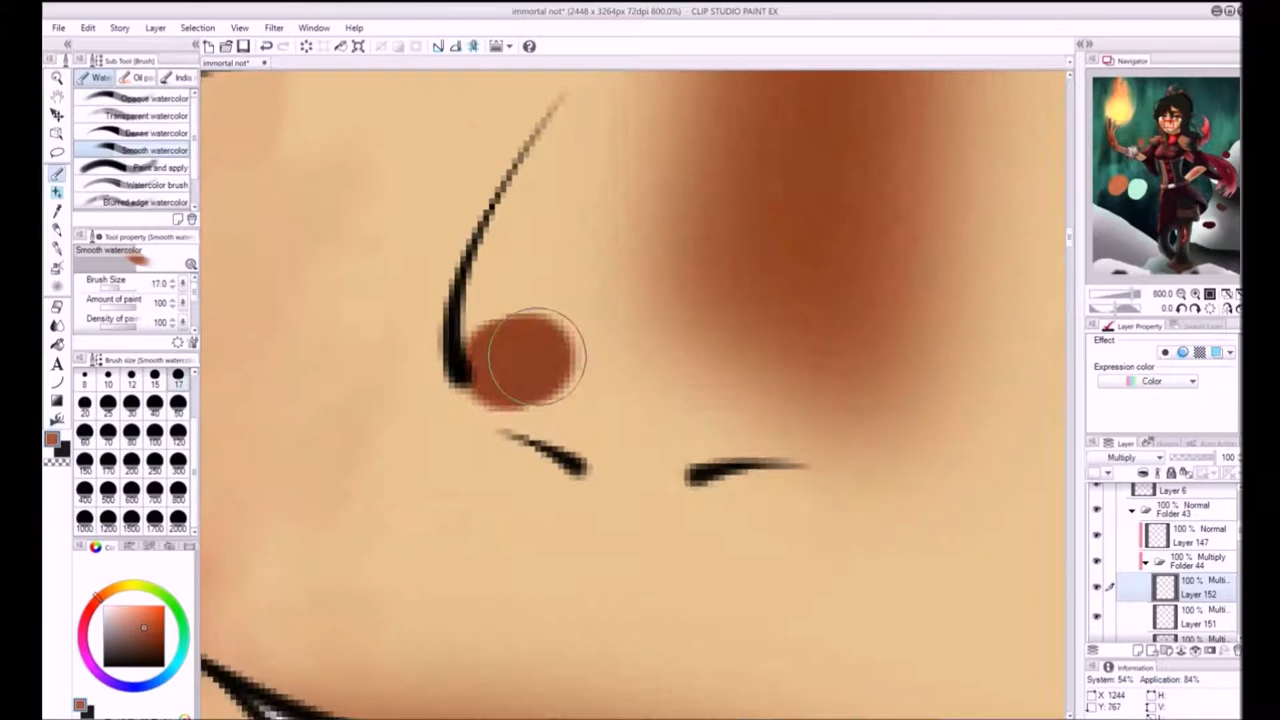 immortal not* (2448 x 3264px 72dpi 800.0%) - CLIP STUDIO PAINT EX
File Edit Story Layer Selection View Filter Window Help
Sub Tool [Brush]
immortal not*
Navigator
Wate Oil pa India
Opaque watercolor
Transparent watercolor
Dense watercolor
Smooth watercolor
Paint and apply
Watercolor brush
Blurred edge watercolor
Tool property [Smooth water
Smooth watercolor
Brush Size 17.0
Amount of paint 100
Density of pai 100
800.0
0.0
Layer Property
Effect
Expression color
Color
Brush size [Smooth waterco
8 10 12 15 17
20 25 30 40 50
60 70 80 100 120
150 170 200 250 300
400 500 600 700 800
1000 1200 1500 1700 2000
Layer
Multiply 100
Layer 6
100 % Normal
Folder 43
100 % Normal
Layer 147
100 % Multiply
Folder 44
100 % Multi...
Layer 152
100 % Multi...
Layer 151
Information
System: 54% Application: 84%
X 1244 H:
Y: 767 V: